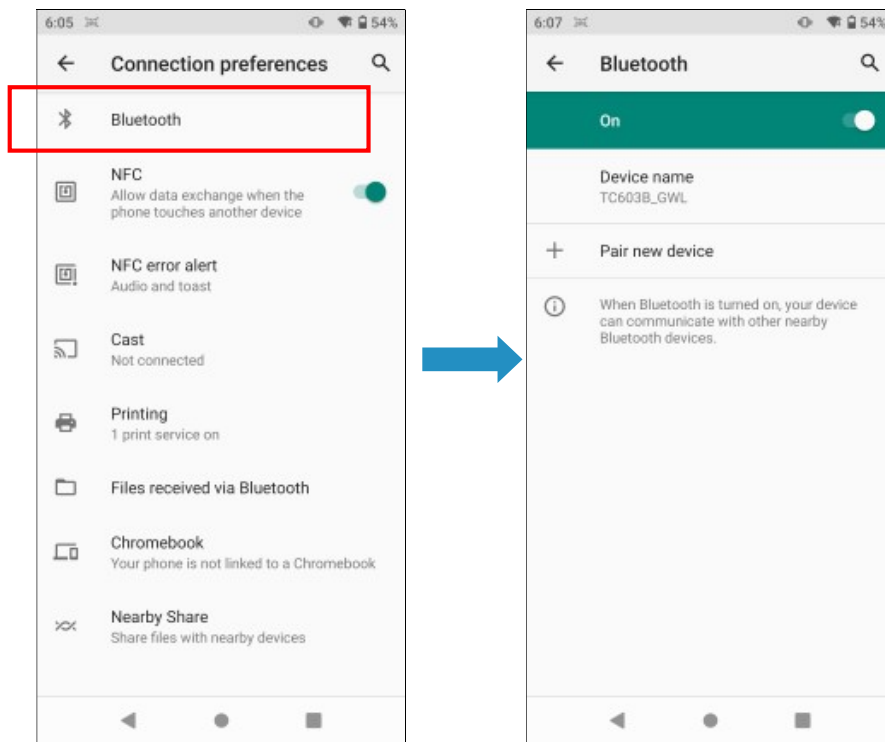 6:05
54%
Connection preferences
Bluetooth
NFC
Allow data exchange when the
phone touches another device
NFC error alert
Audio and toast
Cast
Not connected
Printing
1 print service on
Files received via Bluetooth
Chromebook
Your phone is not linked to a Chromebook
Nearby Share
Share files with nearby devices
6:07
54%
Bluetooth
On
Device name
TC603B_GWL
Pair new device
When Bluetooth is turned on, your device
can communicate with other nearby
Bluetooth devices.